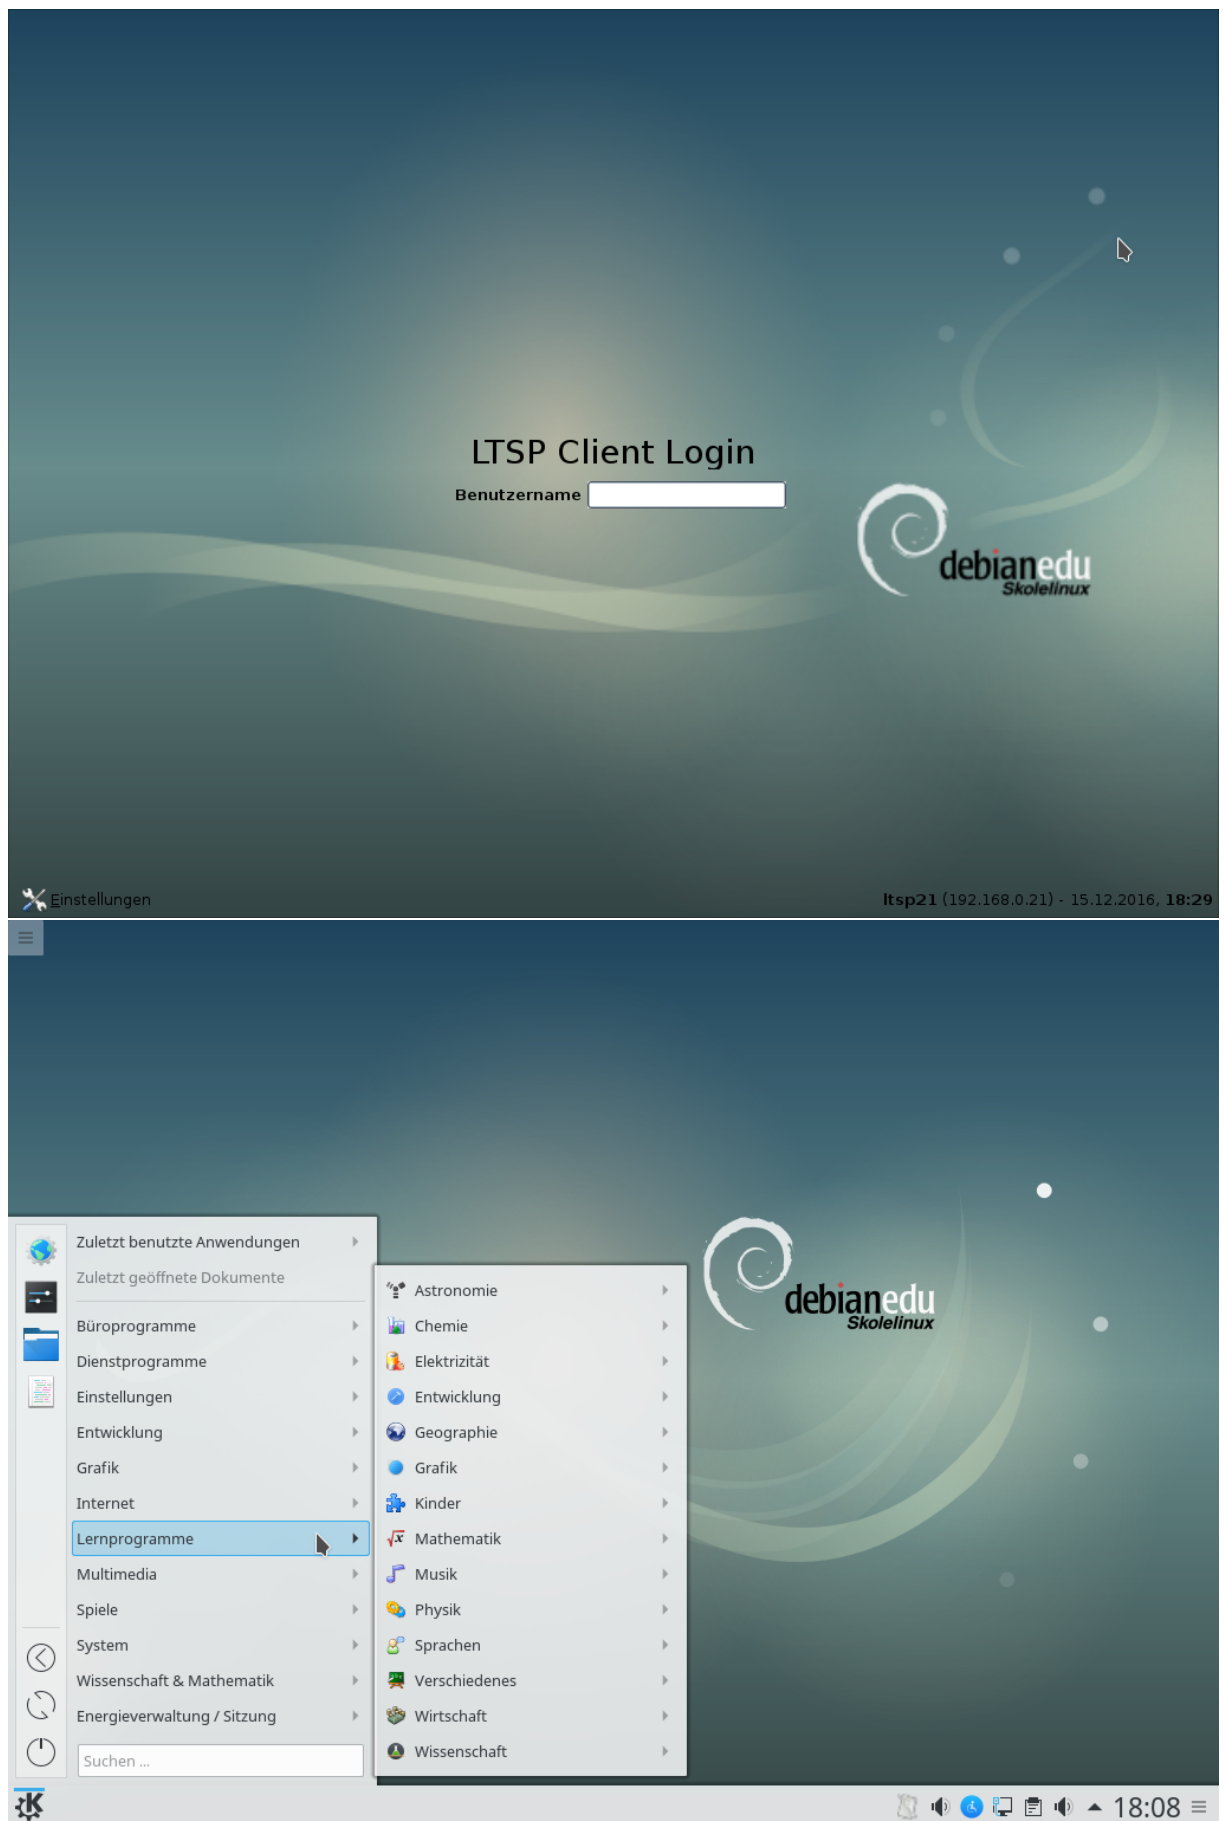 LTSP Client Login
Benutzername
debianedu
Skolelinux
Einstellungen
ltsp21 (192.168.0.21) - 15.12.2016, 18:29
Zuletzt benutzte Anwendungen
Zuletzt geöffnete Dokumente
Büroprogramme
Dienstprogramme
Einstellungen
Entwicklung
Grafik
Internet
Lernprogramme
Multimedia
Spiele
System
Wissenschaft & Mathematik
Energieverwaltung / Sitzung
Suchen ...
Astronomie
Chemie
Elektrizität
Entwicklung
Geographie
Grafik
Kinder
Mathematik
Musik
Physik
Sprachen
Verschiedenes
Wirtschaft
Wissenschaft
debianedu
Skolelinux
18:08